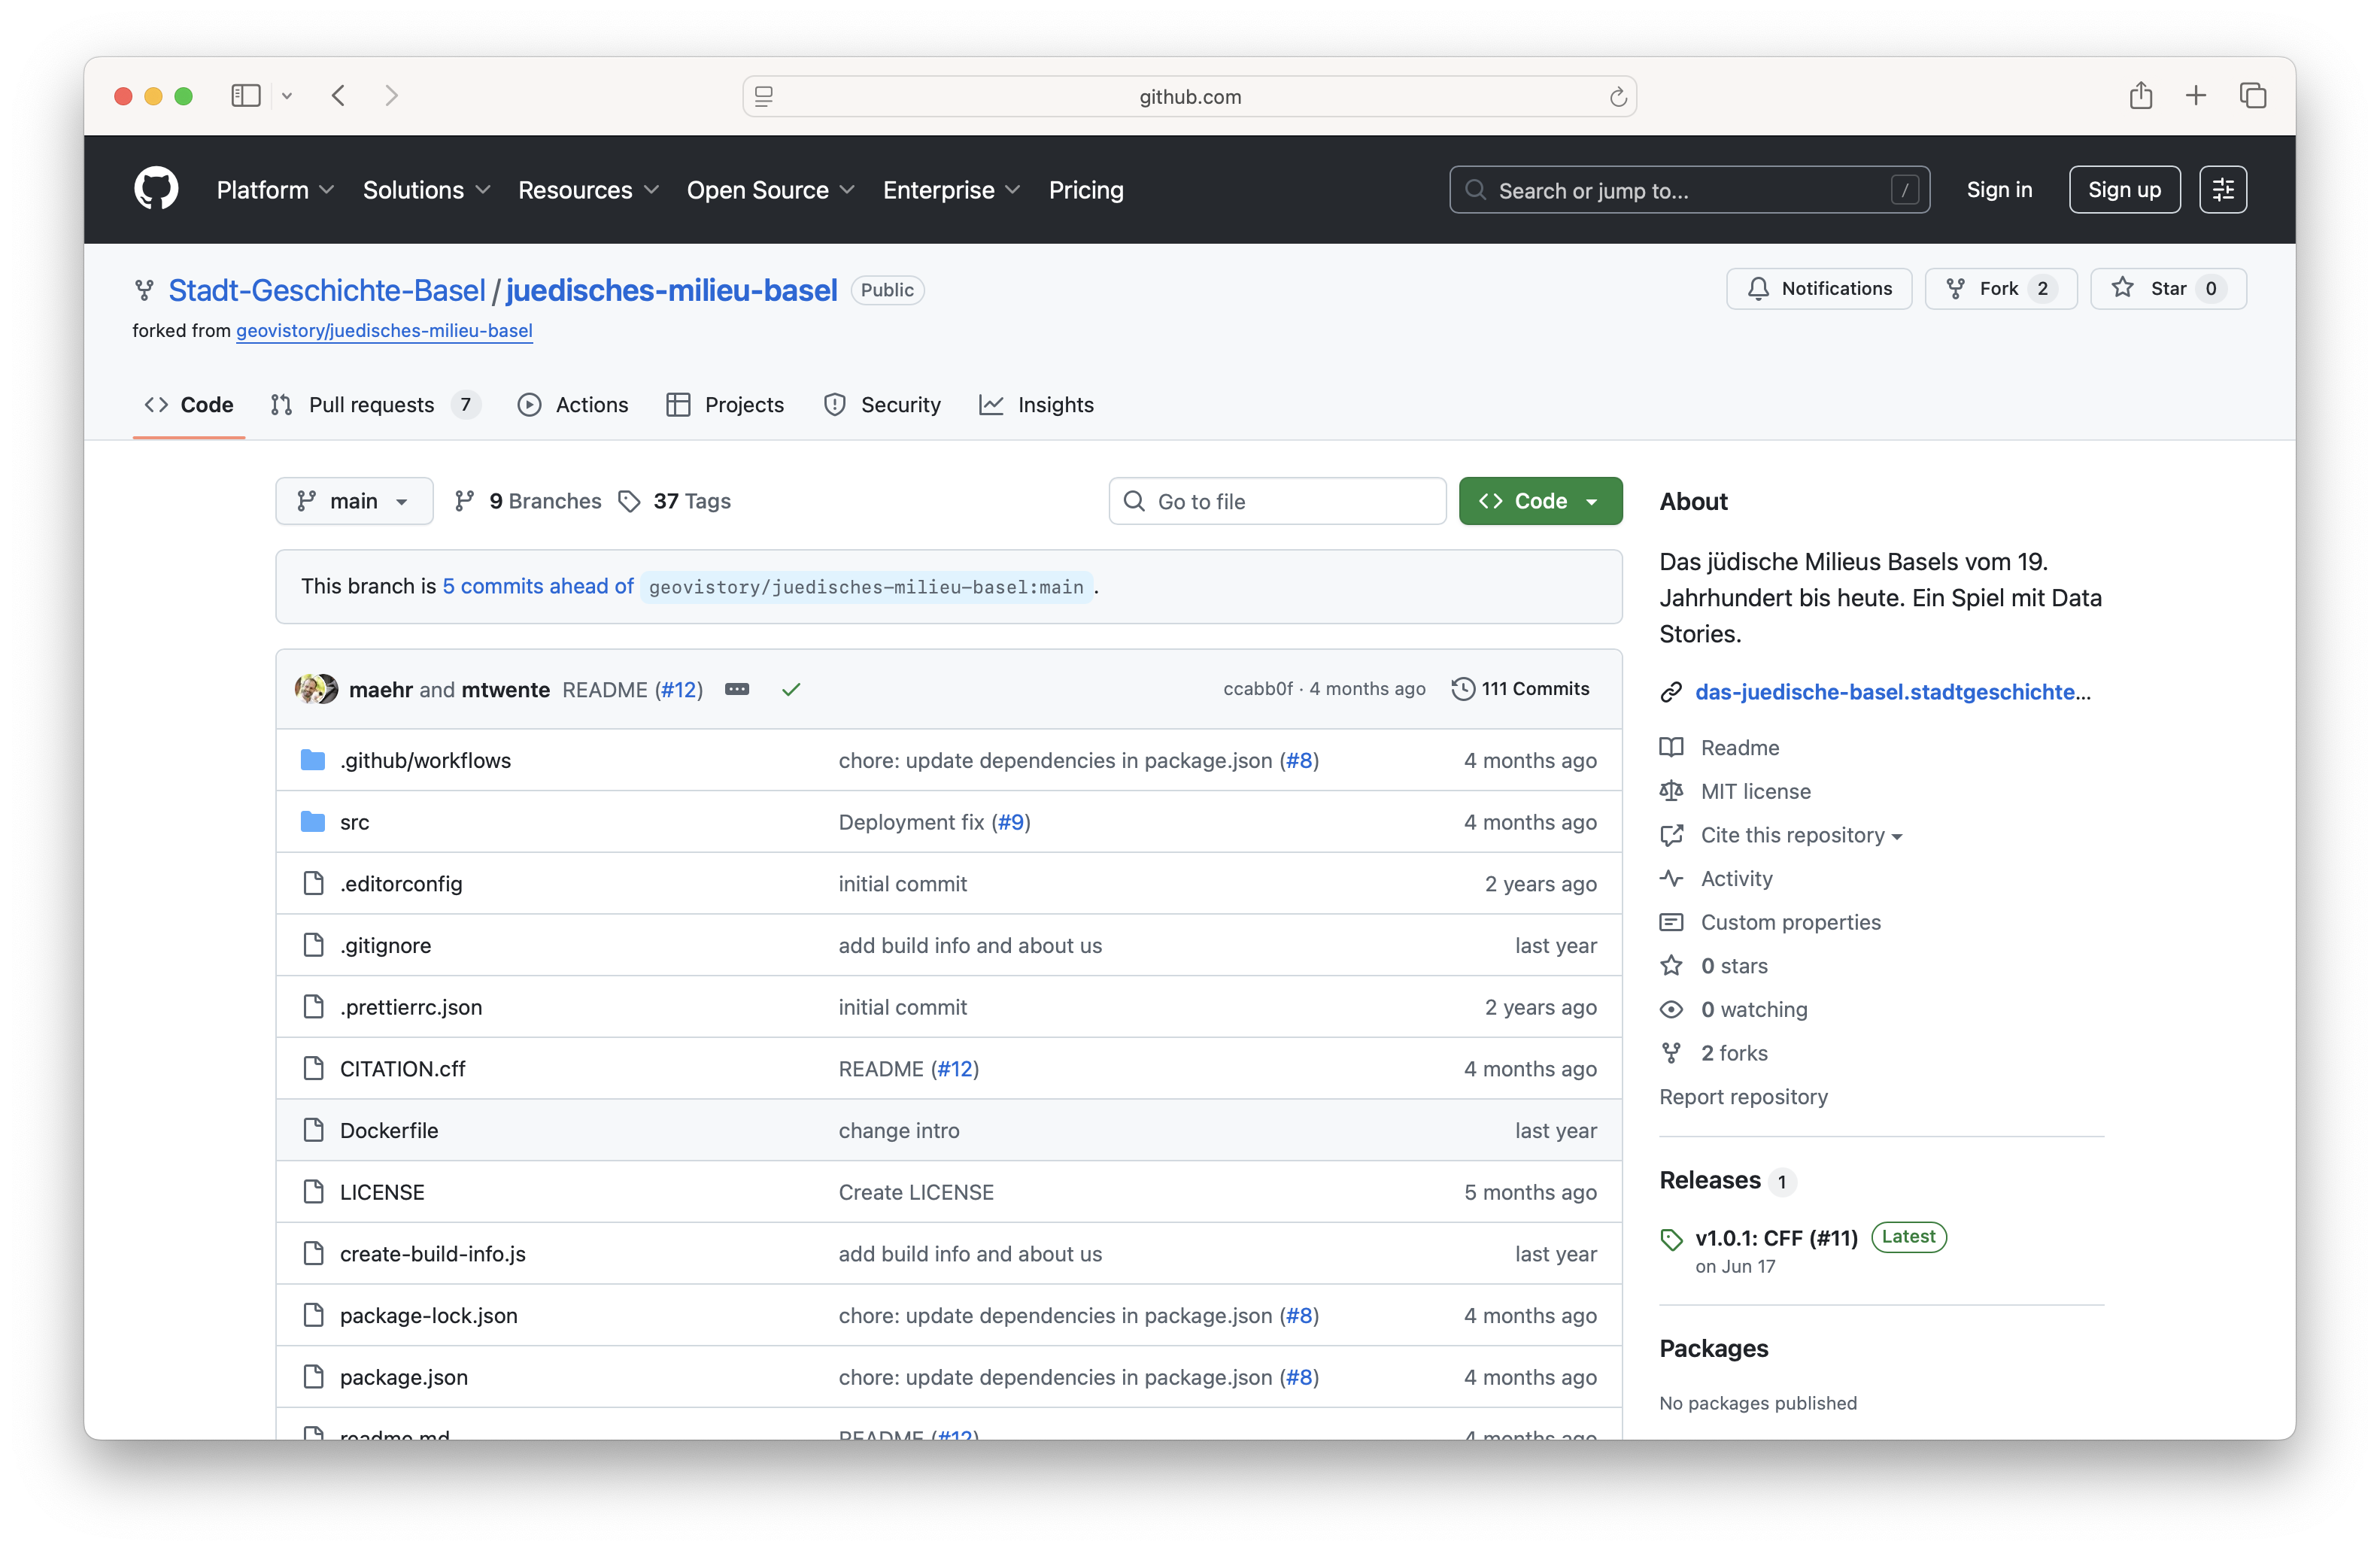 github.com
Platform Solutions Resources Open Source Enterprise Pricing Search or jump to... / Sign in Sign up
Stadt-Geschichte-Basel / juedisches-milieu-basel Public Notifications Fork 2 Star 0
forked from geovistory/juedisches-milieu-basel
Code Pull requests 7 Actions Projects Security Insights
main 9 Branches 37 Tags Go to file Code
This branch is 5 commits ahead of geovistory/juedisches-milieu-basel:main .
maehr and mtwente README (#12) ccabb0f · 4 months ago 111 Commits
.github/workflows chore: update dependencies in package.json (#8) 4 months ago
src Deployment fix (#9) 4 months ago
.editorconfig initial commit 2 years ago
.gitignore add build info and about us last year
.prettierrc.json initial commit 2 years ago
CITATION.cff README (#12) 4 months ago
Dockerfile change intro last year
LICENSE Create LICENSE 5 months ago
create-build-info.js add build info and about us last year
package-lock.json chore: update dependencies in package.json (#8) 4 months ago
package.json chore: update dependencies in package.json (#8) 4 months ago
readme.md README (#12) 4 months ago
About
Das jüdische Milieus Basels vom 19.
Jahrhundert bis heute. Ein Spiel mit Data
Stories.
das-juedische-basel.stadtgeschichte...
Readme
MIT license
Cite this repository
Activity
Custom properties
0 stars
0 watching
2 forks
Report repository
Releases 1
v1.0.1: CFF (#11) Latest
on Jun 17
Packages
No packages published